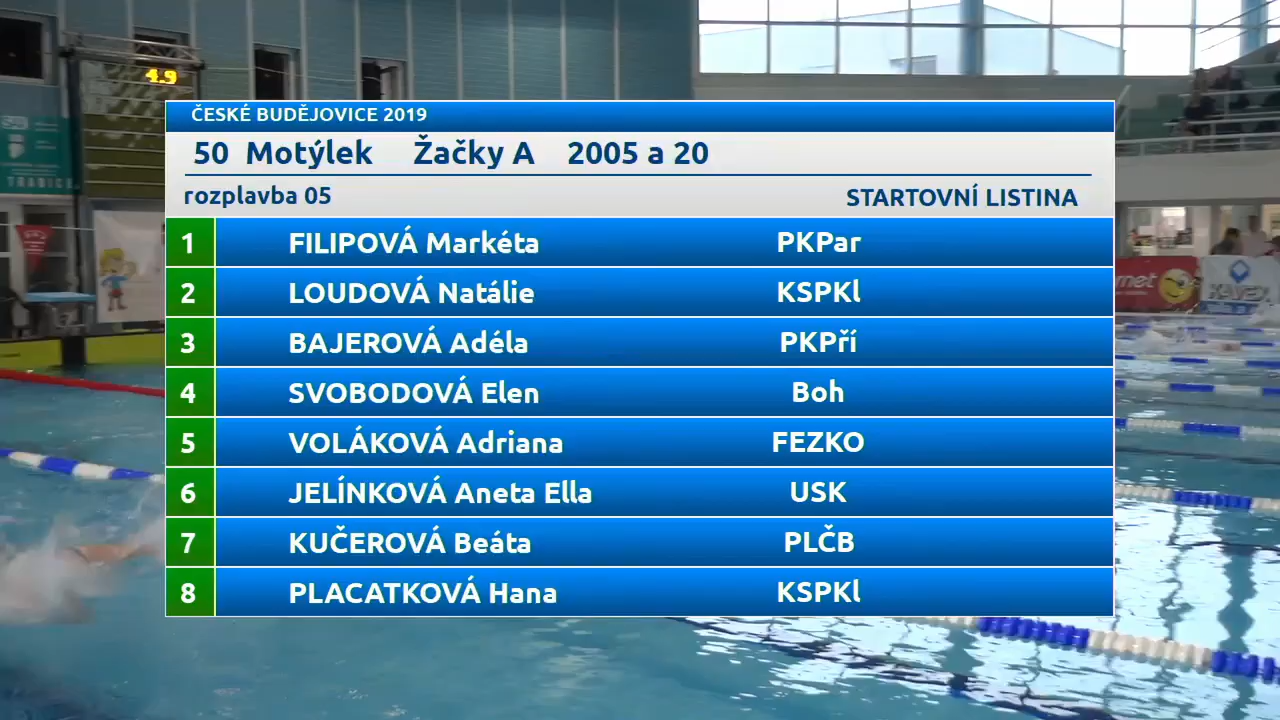 4.9
ČESKÉ BUDĚJOVICE 2019
50 Motýlek Žačky A 2005 a 20
rozplavba 05 STARTOVNÍ LISTINA
1 FILIPOVÁ Markéta PKPar
2 LOUDOVÁ Natálie KSPKl
3 BAJEROVÁ Adéla PKPří
4 SVOBODOVÁ Elen Boh
5 VOLÁKOVÁ Adriana FEZKO
6 JELÍNKOVÁ Aneta Ella USK
7 KUČEROVÁ Beáta PLČB
8 PLACATKOVÁ Hana KSPKl